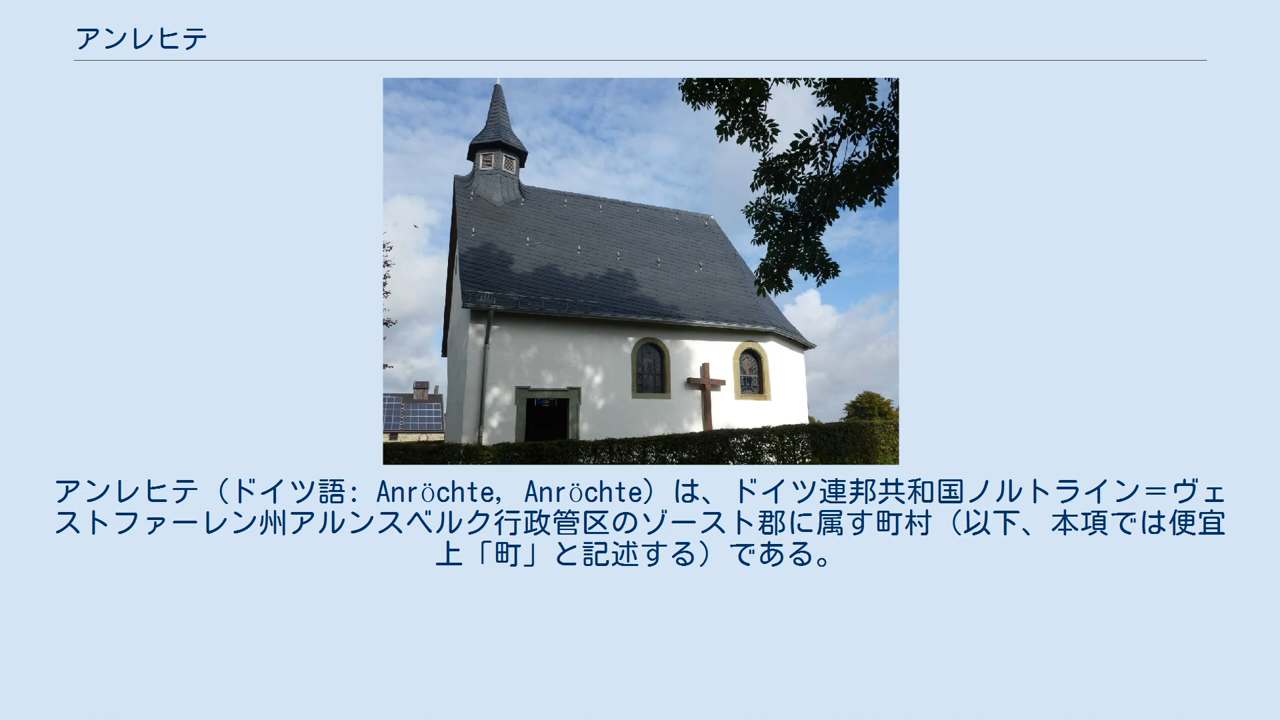 アンレヒテ
アンレヒテ（ドイツ語: Anröchte, Anröchte）は、ドイツ連邦共和国ノルトライン＝ヴェ
ストファーレン州アルンスベルク行政管区のゾースト郡に属す町村（以下、本項では便宜
上「町」と記述する）である。